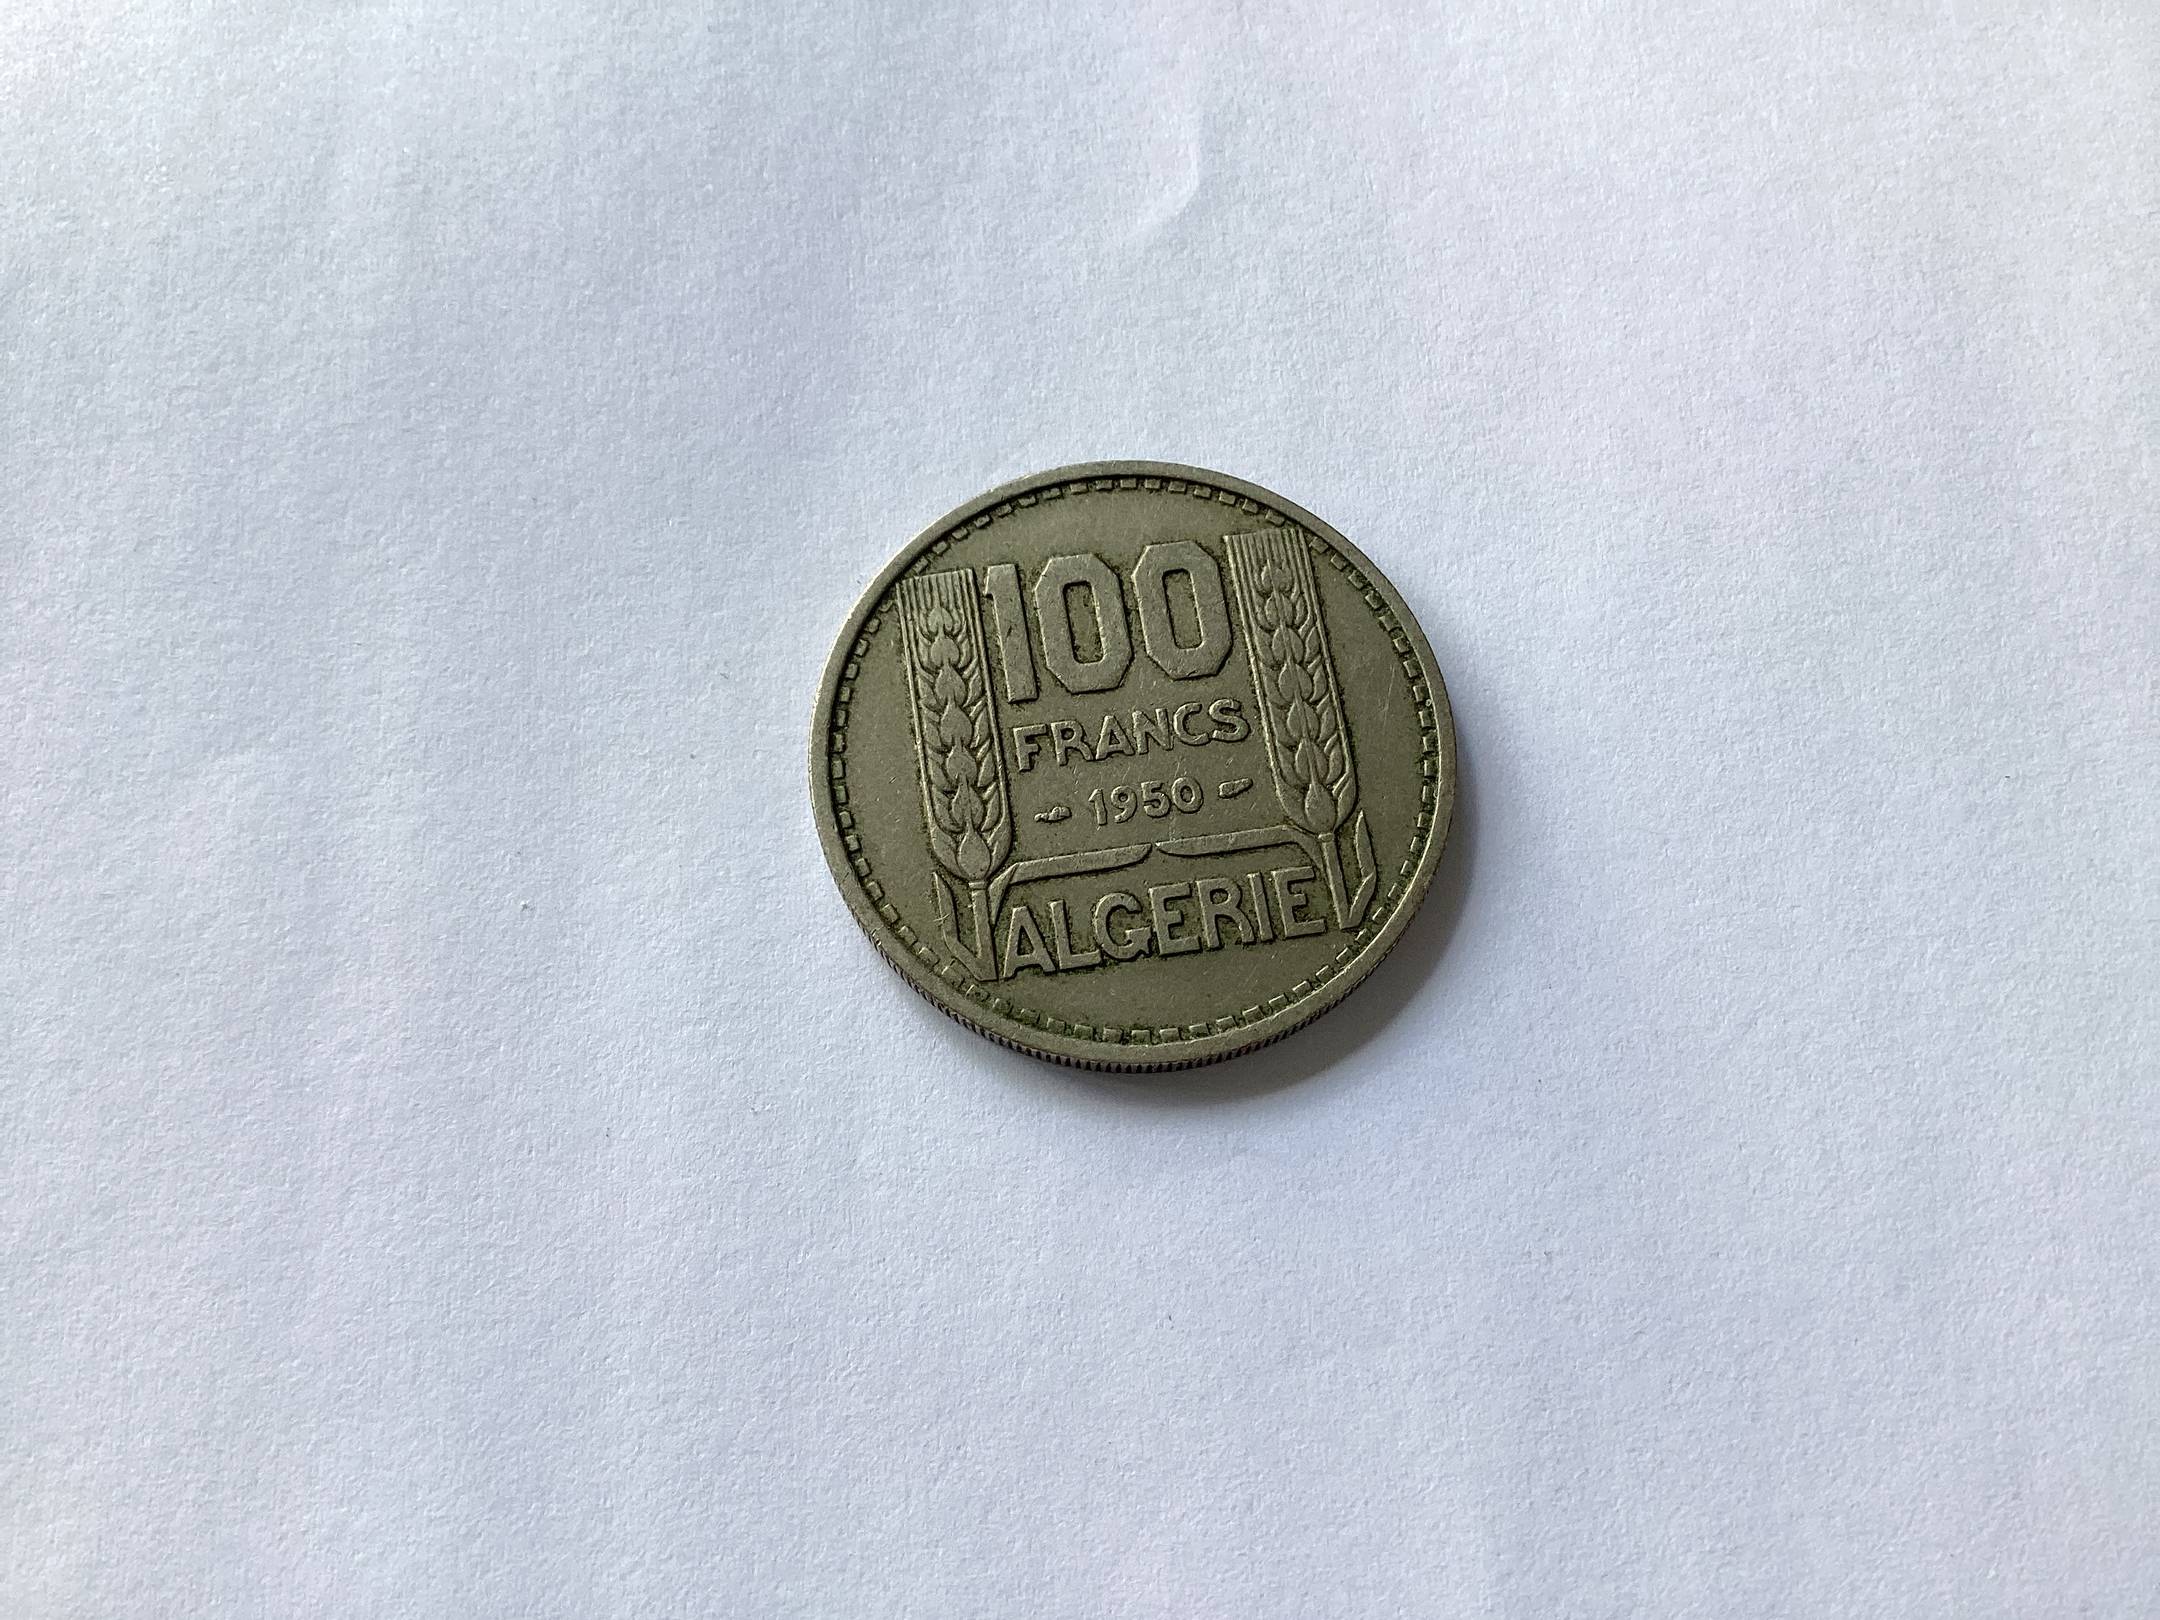 100
FRANCS
- 1950 -
ALGERIE